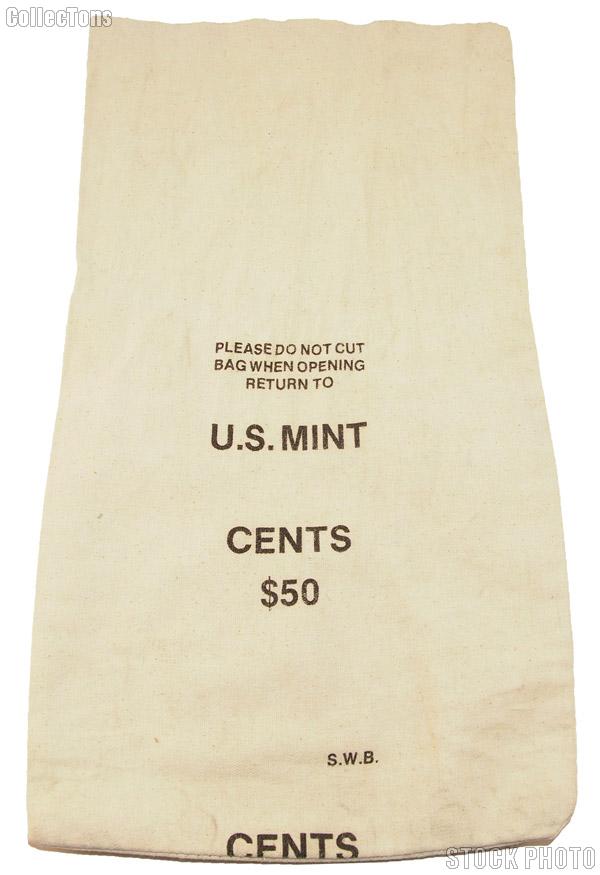 CollecTons
PLEASE DO NOT CUT
BAG WHEN OPENING
RETURN TO
U.S. MINT
CENTS
$50
S.W.B.
CENTS
STOCK PHOTO